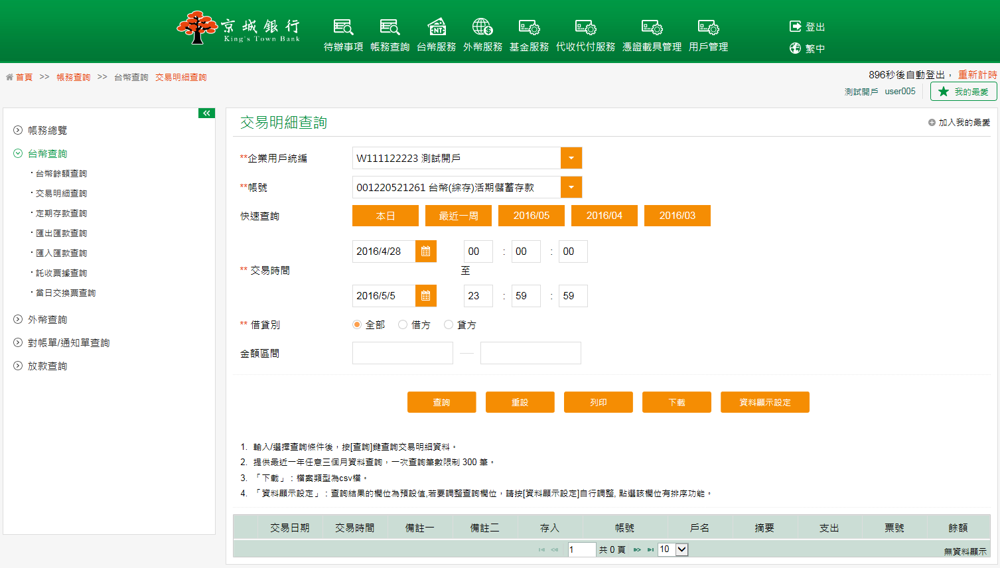 京城銀行
King's Town Bank
待辦事項 帳務查詢 台幣服務 外幣服務 基金服務 代收代付服務 憑證載具管理 用戶管理
登出
繁中
首頁 >> 帳務查詢 >> 台幣查詢 交易明細查詢
896秒後自動登出， 重新計時
測試開戶 user005 我的最愛
帳務總覽
台幣查詢
・台幣餘額查詢
・交易明細查詢
・定期存款查詢
・匯出匯款查詢
・匯入匯款查詢
・託收票據查詢
・當日交換票查詢
外幣查詢
對帳單/通知單查詢
放款查詢
交易明細查詢
加入我的最愛
**企業用戶統編 W111122223 測試開戶
**帳號 001220521261 台幣(綜存)活期儲蓄存款
快速查詢 本日 最近一周 2016/05 2016/04 2016/03
2016/4/28 00 : 00 : 00
** 交易時間 至
2016/5/5 23 : 59 : 59
** 借貸別 全部 借方 貸方
金額區間
查詢 重設 列印 下載 資料顯示設定
1. 輸入/選擇查詢條件後，按[查詢]鍵查詢交易明細資料。
2. 提供最近一年任意三個月資料查詢，一次查詢筆數限制 300 筆。
3. 「下載」：檔案類型為csv檔。
4. 「資料顯示設定」：查詢結果的欄位為預設值,若要調整查詢欄位，請按[資料顯示設定]自行調整, 點選該欄位有排序功能。
交易日期 交易時間 備註一 備註二 存入 帳號 戶名 摘要 支出 票號 餘額
1 共 0 頁 10 無資料顯示